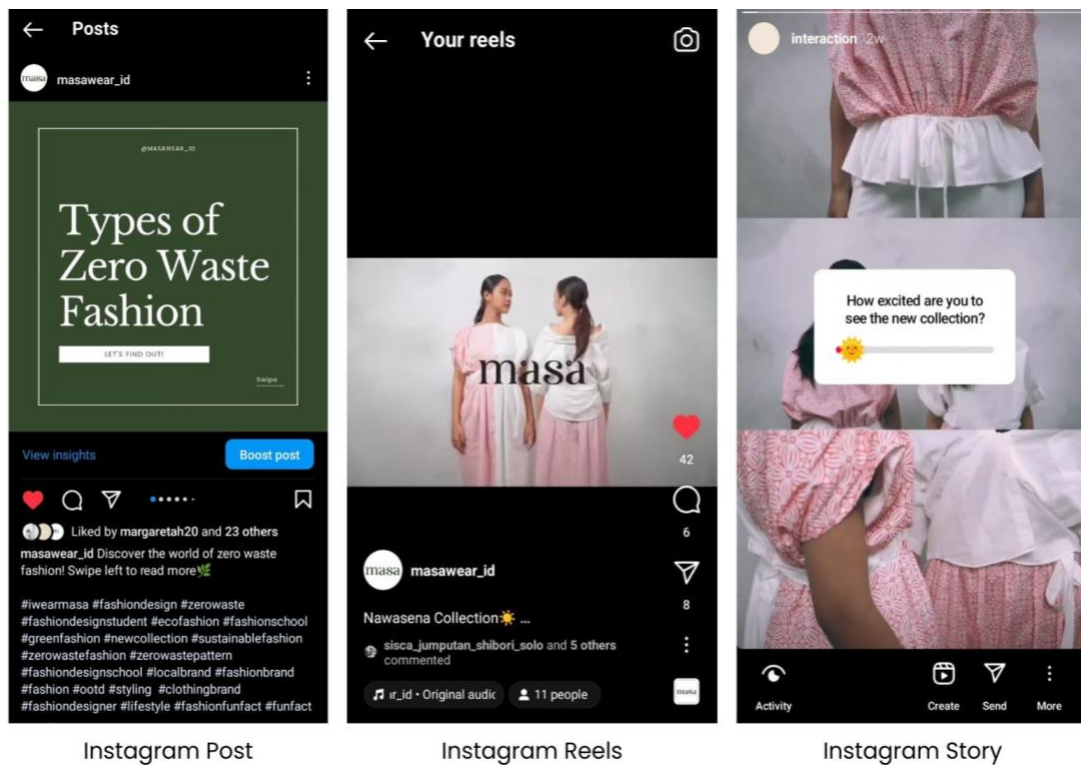 Posts
masa
masawear_id
@MASAWEAR_ID
Types of
Zero Waste
Fashion
LET'S FIND OUT!
Swipe
View insights
Boost post
Liked by margaretah20 and 23 others
masawear_id Discover the world of zero waste
fashion! Swipe left to read more🌿
#iwearmasa #fashiondesign #zerowaste
#fashiondesignstudent #ecofashion #fashionschool
#greenfashion #newcollection #sustainablefashion
#zerowastefashion #zerowastepattern
#fashiondesignschool #localbrand #fashionbrand
#fashion #ootd #styling #clothingbrand
#fashiondesigner #lifestyle #fashionfunfact #funfact
Instagram Post
Your reels
masa
42
6
masa
masawear_id
8
Nawasena Collection☀️ ...
sisca_jumputan_shibori_solo and 5 others
commented
ır_id • Original audic
11 people
masa
Instagram Reels
interaction 2w
How excited are you to
see the new collection?
Activity
Create
Send
More
Instagram Story